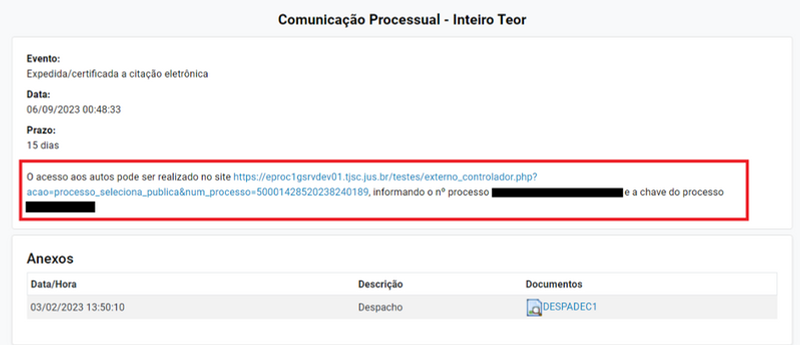 Comunicação Processual - Inteiro Teor
Evento:
Expedida/certificada a citação eletrônica
Data:
06/09/2023 00:48:33
Prazo:
15 dias
O acesso aos autos pode ser realizado no site https://eproc1gsrvdev01.tjsc.jus.br/testes/externo_controlador.php?
acao=processo_seleciona_publica&num_processo=50001428520238240189, informando o nº processo e a chave do processo
Anexos
Data/Hora Descrição Documentos
03/02/2023 13:50:10 Despacho DESPADEC1